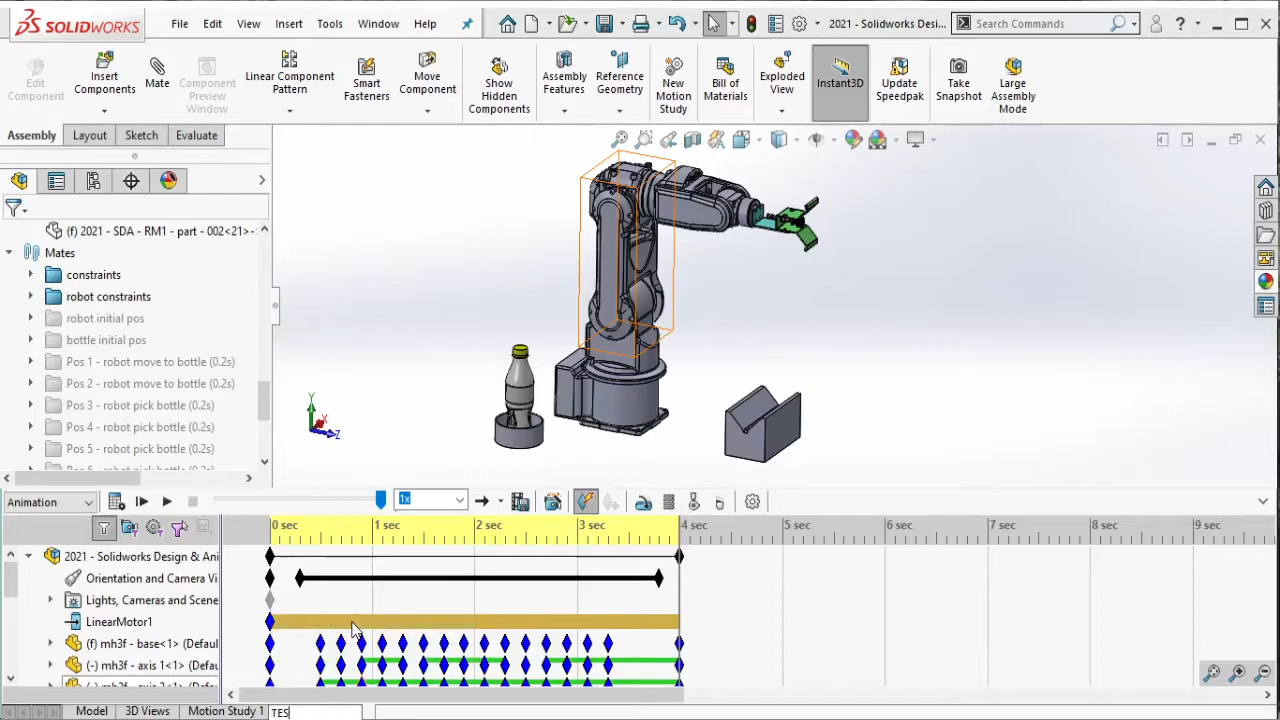 SOLIDWORKS
File Edit View Insert Tools Window Help
2021 - Solidworks Desi...
Search Commands
Edit Component
Insert Components
Mate
Component Preview Window
Linear Component Pattern
Smart Fasteners
Move Component
Show Hidden Components
Assembly Features
Reference Geometry
New Motion Study
Bill of Materials
Exploded View
Instant3D
Update Speedpak
Take Snapshot
Large Assembly Mode
Assembly Layout Sketch Evaluate
(f) 2021 - SDA - RM1 - part - 002<21>-
Mates
constraints
robot constraints
robot initial pos
bottle initial pos
Pos 1 - robot move to bottle (0.2s)
Pos 2 - robot move to bottle (0.2s)
Pos 3 - robot pick bottle (0.2s)
Pos 4 - robot pick bottle (0.2s)
Pos 5 - robot pick bottle (0.2s)
Y
X
Z
Animation
1x
0 sec 1 sec 2 sec 3 sec 4 sec 5 sec 6 sec 7 sec 8 sec 9 sec
2021 - Solidworks Design & Ani
Orientation and Camera Vi
Lights, Cameras and Scene
LinearMotor1
(f) mh3f - base<1> (Defau
(-) mh3f - axis 1<1> (Defau
Model 3D Views Motion Study 1 TES